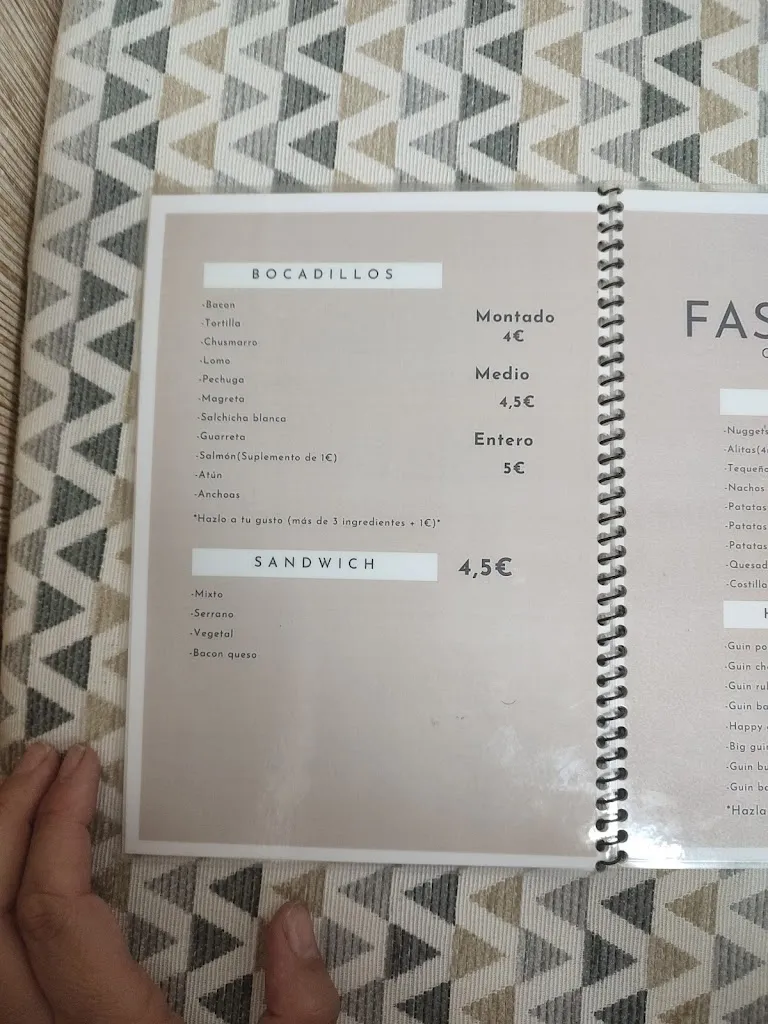 BOCADILLOS
-Bacon
-Tortilla
-Chusmarro
-Lomo
-Pechuga
-Magreta
-Salchicha blanca
-Guarreta
-Salmón(Suplemento de 1€)
-Atún
-Anchoas
*Hazlo a tu gusto (más de 3 ingredientes + 1€)*
Montado
4€
Medio
4,5€
Entero
5€
SANDWICH 4,5€
-Mixto
-Serrano
-Vegetal
-Bacon queso
FAS
-Nuggets
-Alitas(4
-Tequeño
-Nachos
-Patatas
-Patatas
-Patatas
-Quesad
-Costilla
H
-Guin po
-Guin ch
-Guin ru
-Guin ba
-Happy
-Big gui
-Guin bu
-Guin ba
*Hazla